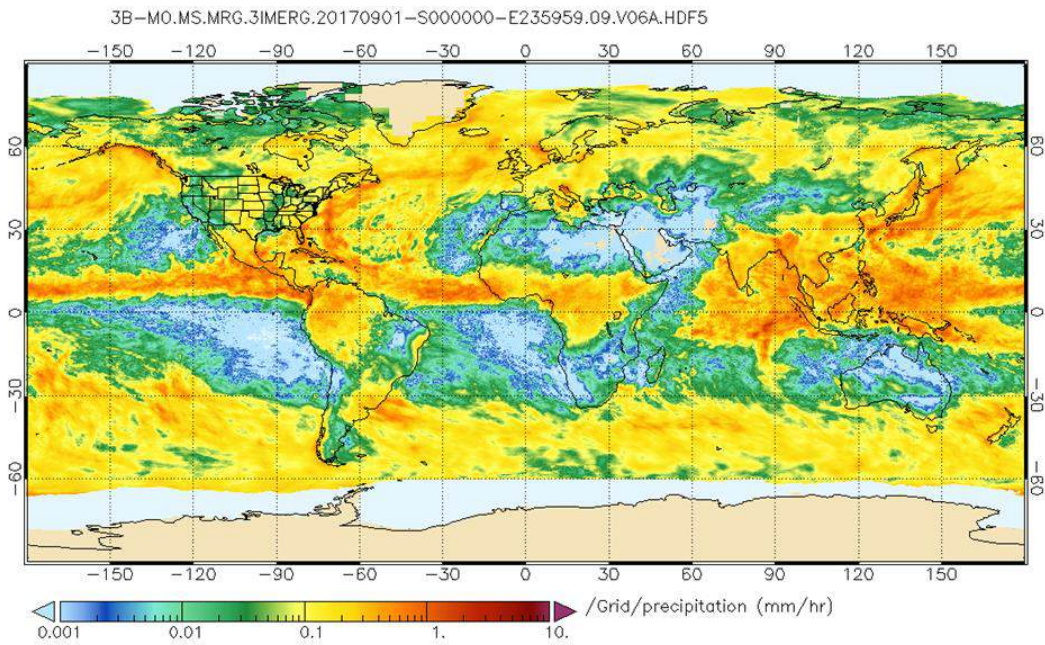 3B-MO.MS.MRG.3IMERG.20170901-S000000-E235959.09.V06A.HDF5
-150 -120 -90 -60 -30 0 30 60 90 120 150
60 60
30 30
0 0
-30 -30
-60 -60
-150 -120 -90 -60 -30 0 30 60 90 120 150
/Grid/precipitation (mm/hr)
0.001 0.01 0.1 1. 10.